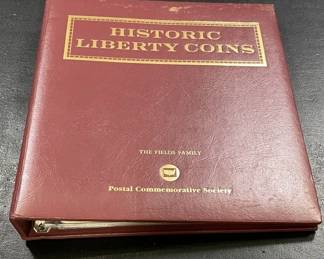 HISTORIC
LIBERTY COINS
THE FIELDS FAMILY
Postal Commemorative Society